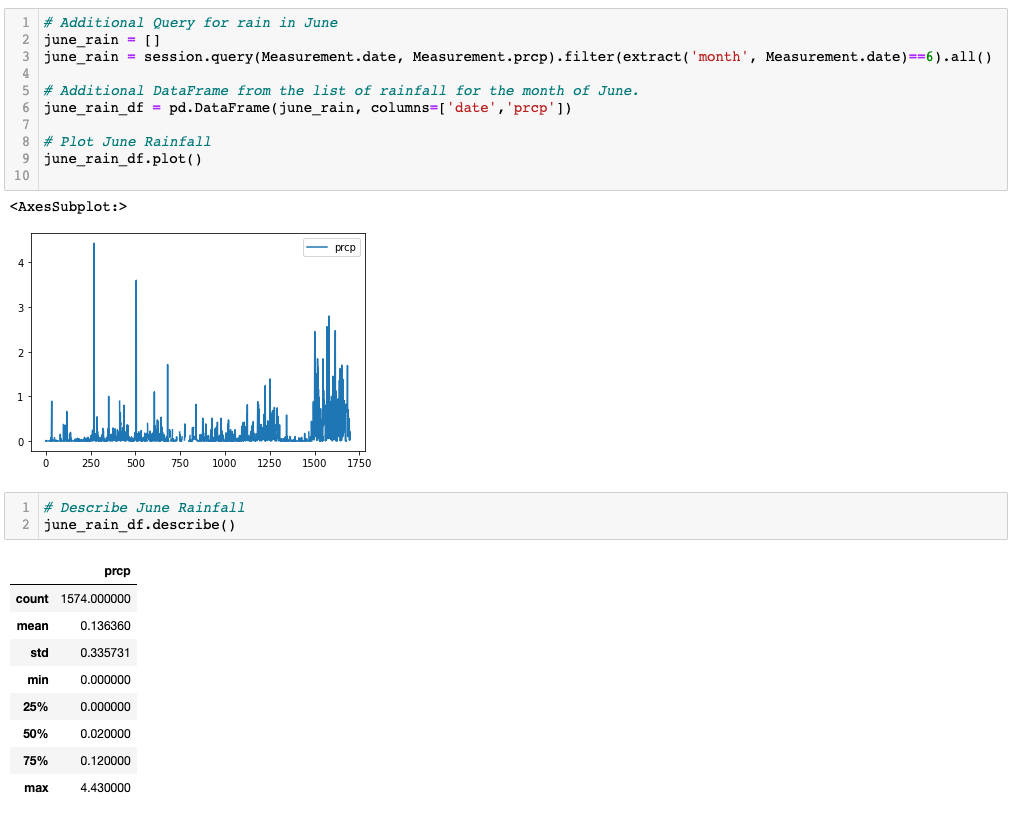 1 # Additional Query for rain in June
2 june_rain = []
3 june_rain = session.query(Measurement.date, Measurement.prcp).filter(extract('month', Measurement.date)==6).all()
4
5 # Additional DataFrame from the list of rainfall for the month of June.
6 june_rain_df = pd.DataFrame(june_rain, columns=['date','prcp'])
7
8 # Plot June Rainfall
9 june_rain_df.plot()
10
<AxesSubplot:>
prcp
4
3
2
1
0
0 250 500 750 1000 1250 1500 1750
1 # Describe June Rainfall
2 june_rain_df.describe()
prcp
count 1574.000000
mean 0.136360
std 0.335731
min 0.000000
25% 0.000000
50% 0.020000
75% 0.120000
max 4.430000